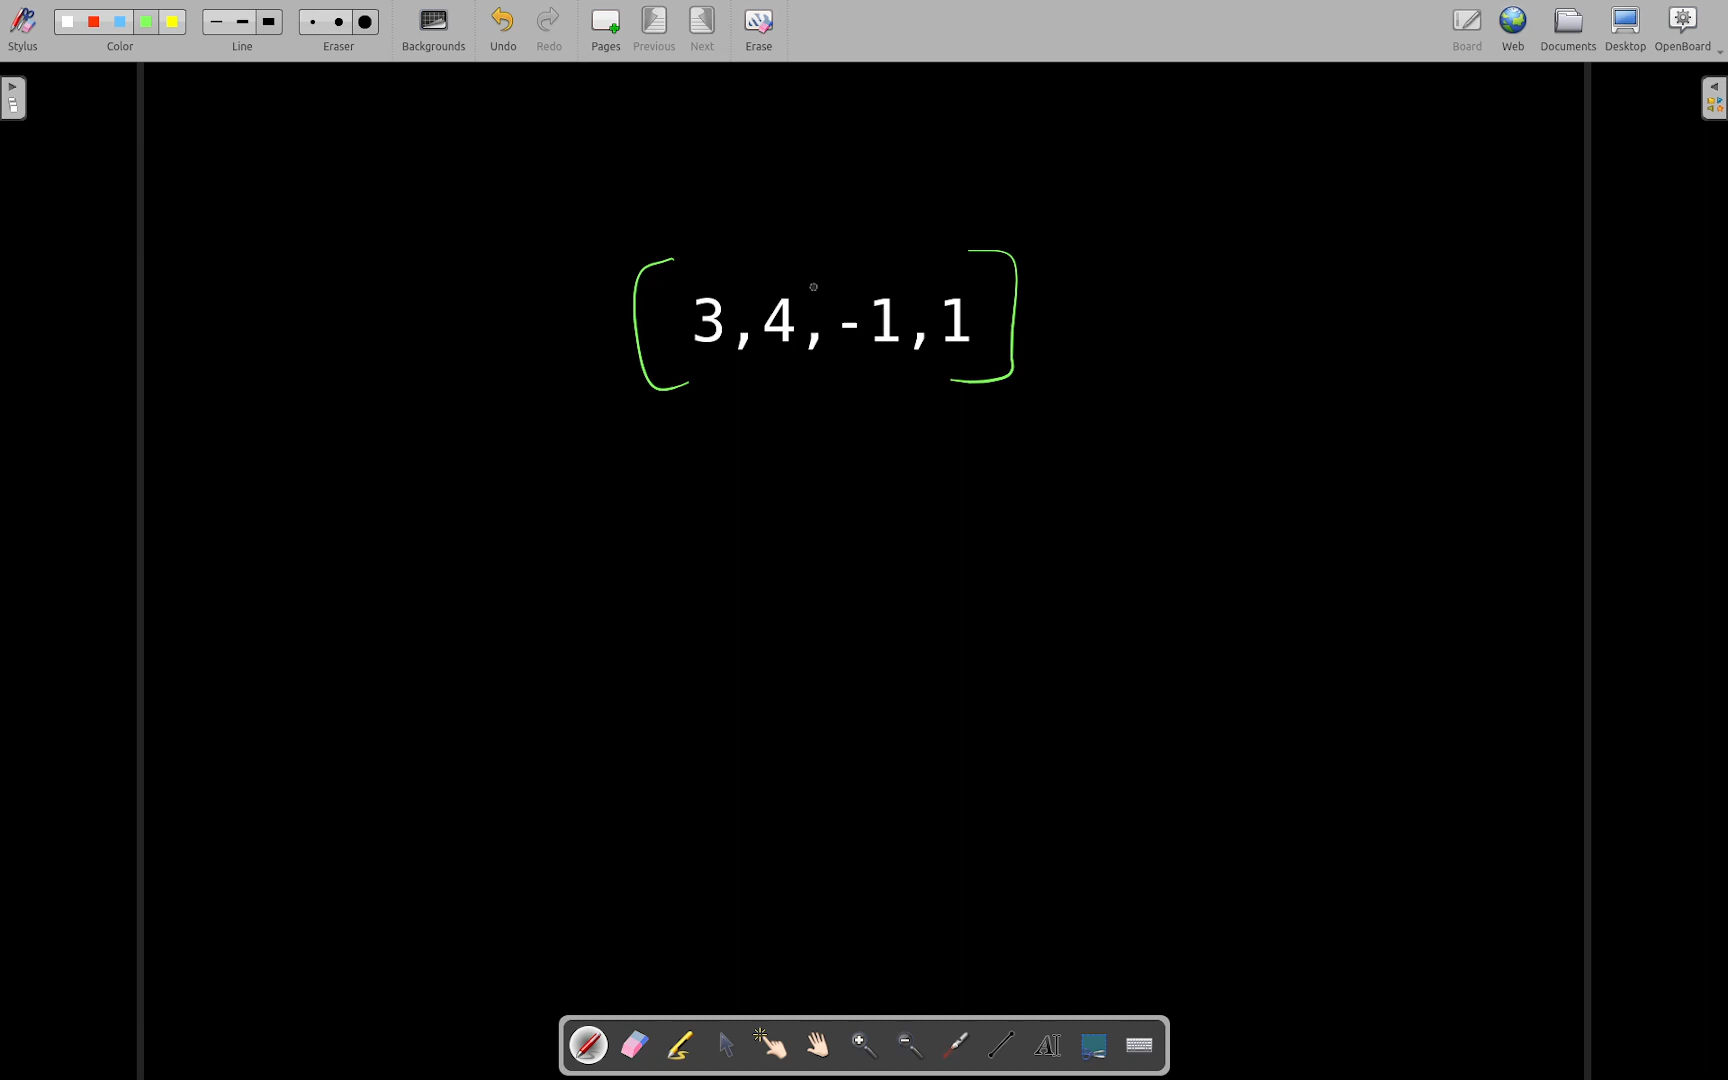 Stylus
Color
Line
Eraser
Backgrounds
Undo
Redo
Pages
Previous
Next
Erase
Board
Web
Documents
Desktop
OpenBoard
[3,4,-1,1]
AI